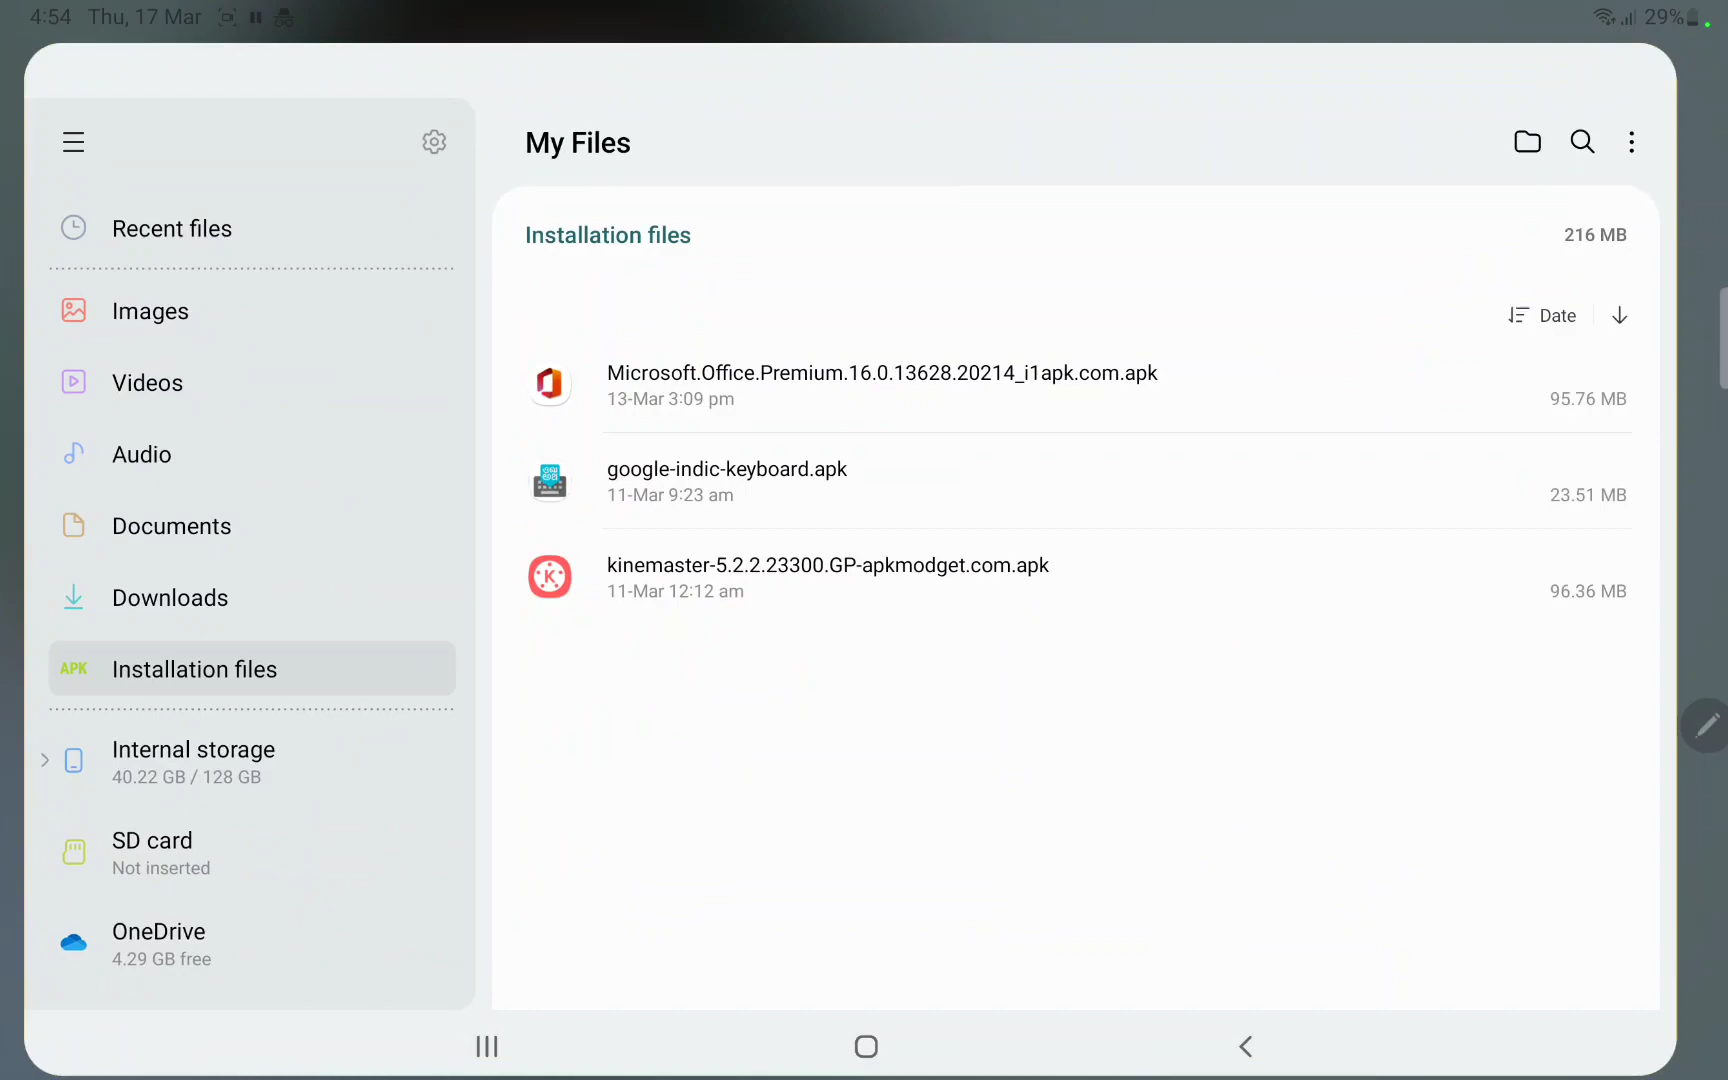 4:54 Thu, 17 Mar
29%
My Files
Recent files
Images
Videos
Audio
Documents
Downloads
APK Installation files
Internal storage
40.22 GB / 128 GB
SD card
Not inserted
OneDrive
4.29 GB free
Installation files
216 MB
Date
Microsoft.Office.Premium.16.0.13628.20214_i1apk.com.apk
13-Mar 3:09 pm
95.76 MB
google-indic-keyboard.apk
11-Mar 9:23 am
23.51 MB
K
kinemaster-5.2.2.23300.GP-apkmodget.com.apk
11-Mar 12:12 am
96.36 MB